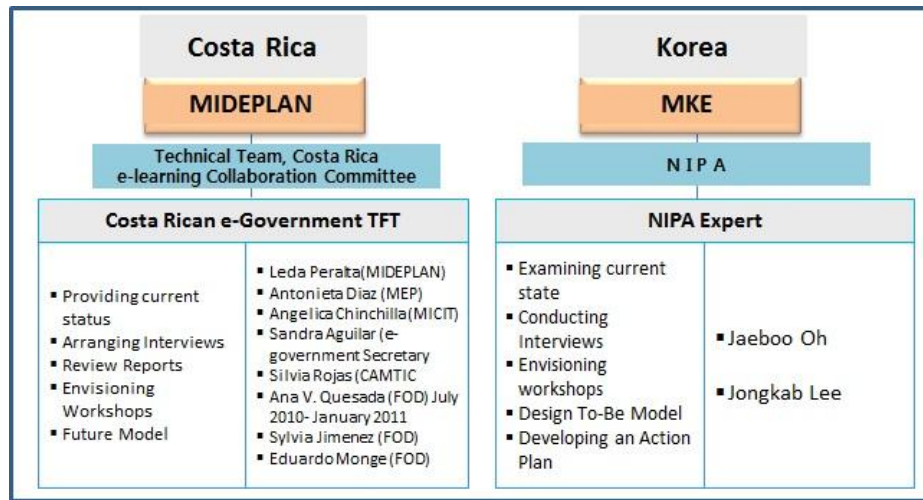 Costa Rica
MIDEPLAN
Technical Team, Costa Rica
e-learning Collaboration Committee
Costa Rican e-Government TFT
▪ Providing current
status
▪ Arranging Interviews
▪ Review Reports
▪ Envisioning
Workshops
▪ Future Model
▪ Leda Peralta(MIDEPLAN)
▪ Antonieta Diaz (MEP)
▪ Angelica Chinchilla(MICIT)
▪ Sandra Aguilar (e-
government Secretary
▪ Silvia Rojas (CAMTIC
▪ Ana V. Quesada (FOD) July
2010- January 2011
▪ Sylvia Jimenez (FOD)
▪ Eduardo Monge (FOD)
Korea
MKE
N I P A
NIPA Expert
▪ Examining current
state
▪ Conducting
Interviews
▪ Envisioning
workshops
▪ Design To-Be Model
▪ Developing an Action
Plan
▪ Jaeboo Oh
▪ Jongkab Lee